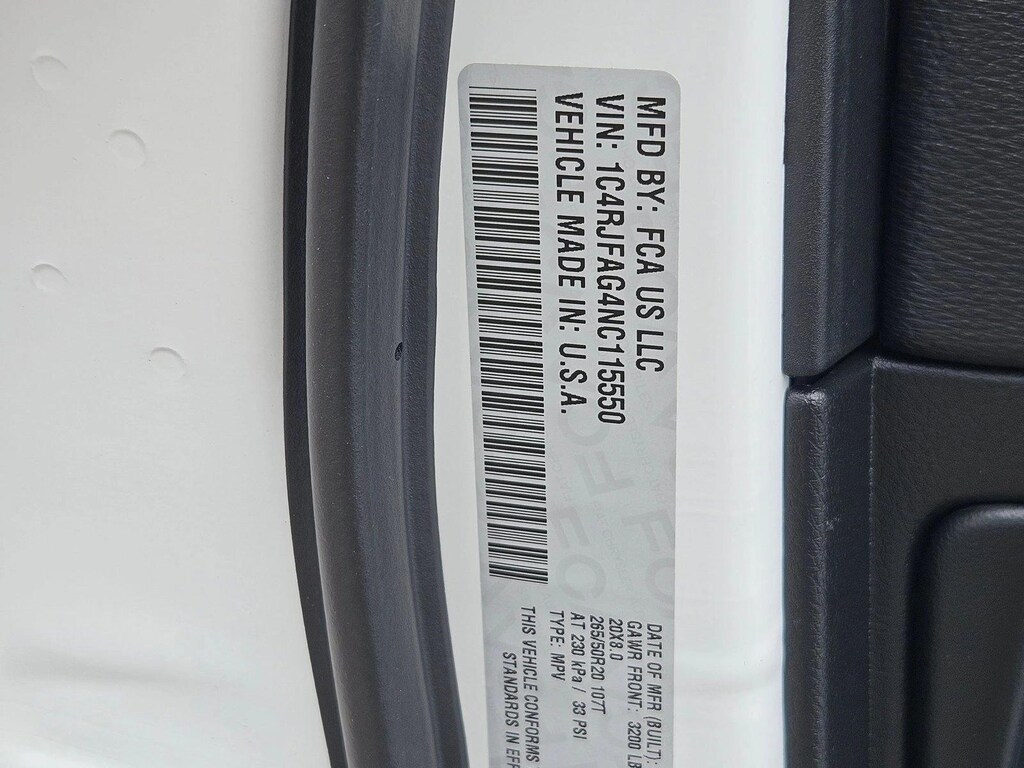 MFD BY: FCA US LLC
VIN: 1C4RJFAG4NC115550
VEHICLE MADE IN: U.S.A.
DATE OF MFR (BUILT):
GAWR FRONT: 3200 LB
20X8.0
265/50R20 107T
AT 230 kPa / 33 PSI
TYPE: MPV
THIS VEHICLE CONFORMS
STANDARDS IN EFF